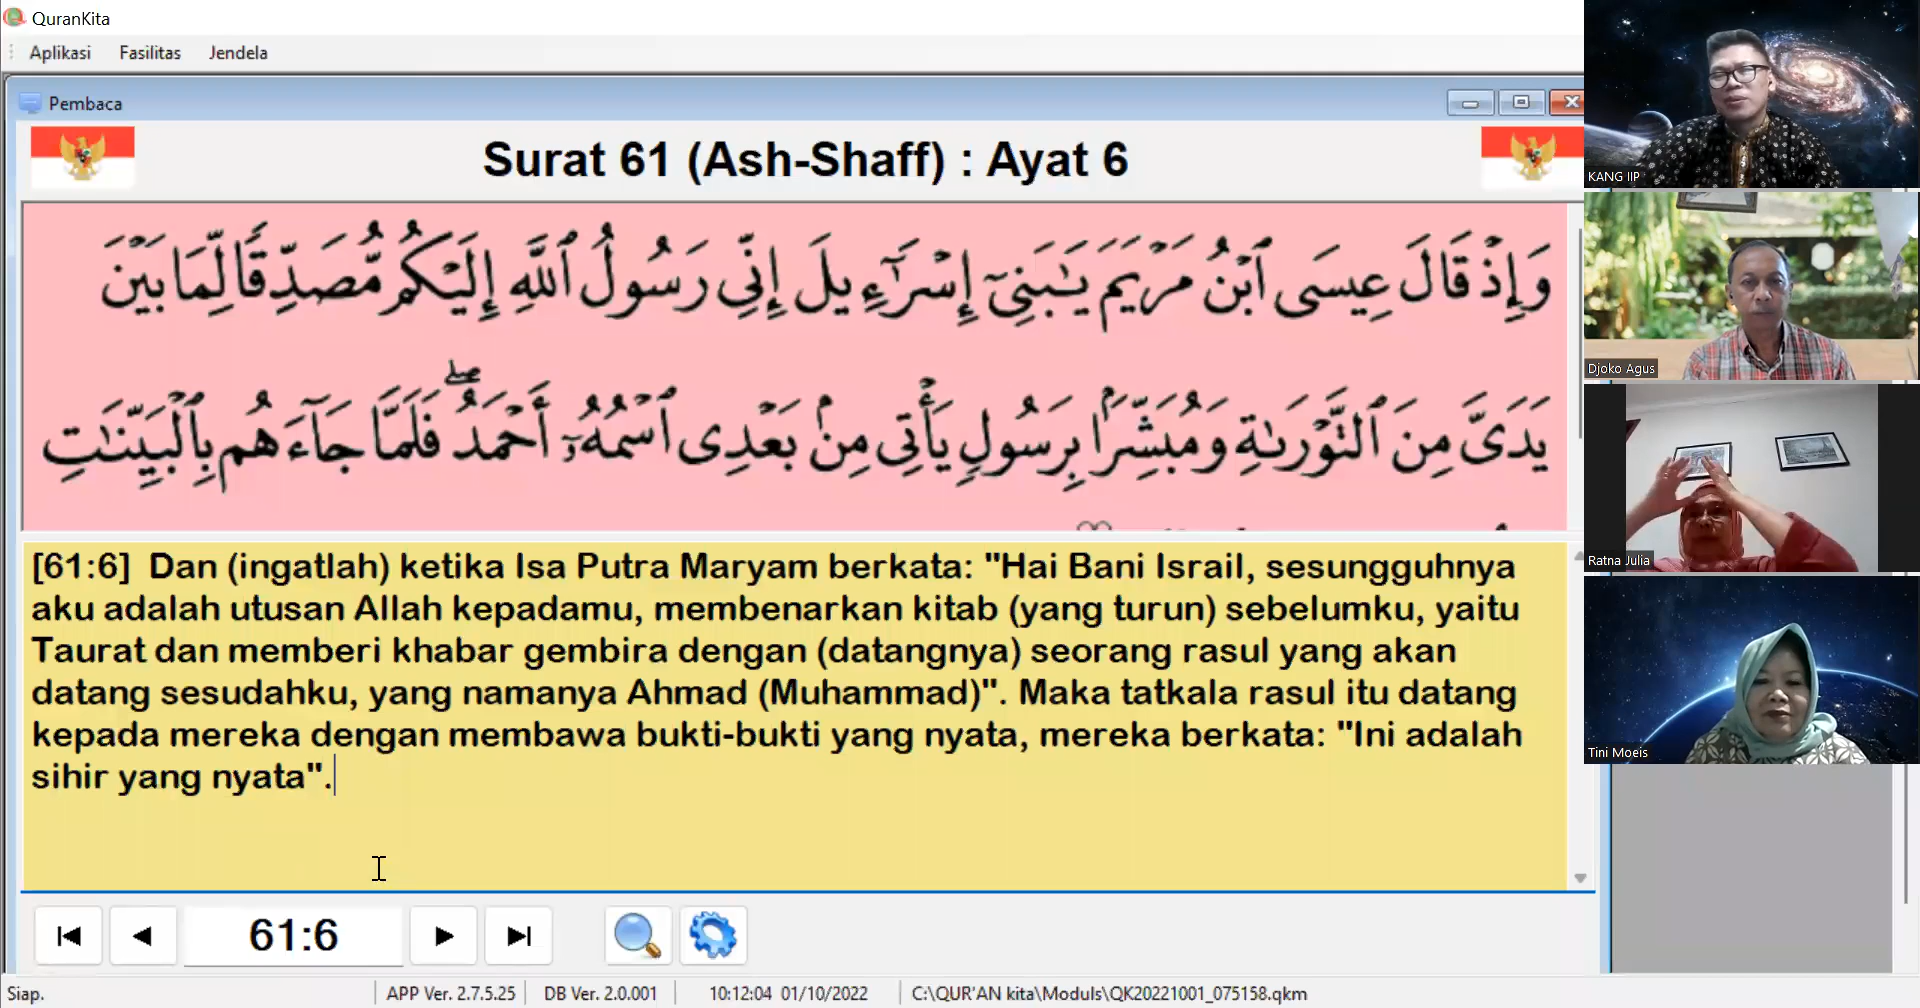 QuranKita
Aplikasi Fasilitas Jendela
Pembaca
Surat 61 (Ash-Shaff) : Ayat 6
وَإِذْ قَالَ عِيسَى ٱبْنُ مَرْيَمَ يَـٰبَنِىٓ إِسْرَٰٓءِيلَ إِنِّى رَسُولُ ٱللَّهِ إِلَيْكُم مُّصَدِّقًا لِّمَا بَيْنَ
يَدَىَّ مِنَ ٱلتَّوْرَىٰةِ وَمُبَشِّرًۢا بِرَسُولٍ يَأْتِى مِنۢ بَعْدِى ٱسْمُهُۥٓ أَحْمَدُ ۖ فَلَمَّا جَآءَهُم بِٱلْبَيِّنَـٰتِ
[61:6] Dan (ingatlah) ketika Isa Putra Maryam berkata: "Hai Bani Israil, sesungguhnya
aku adalah utusan Allah kepadamu, membenarkan kitab (yang turun) sebelumku, yaitu
Taurat dan memberi khabar gembira dengan (datangnya) seorang rasul yang akan
datang sesudahku, yang namanya Ahmad (Muhammad)". Maka tatkala rasul itu datang
kepada mereka dengan membawa bukti-bukti yang nyata, mereka berkata: "Ini adalah
sihir yang nyata".
61:6
Siap. APP Ver. 2.7.5.25 DB Ver. 2.0.001 10:12:04 01/10/2022 C:\QUR'AN kita\Moduls\QK20221001_075158.qkm
KANG IIP
Djoko Agus
Ratna Julia
Tini Moeis